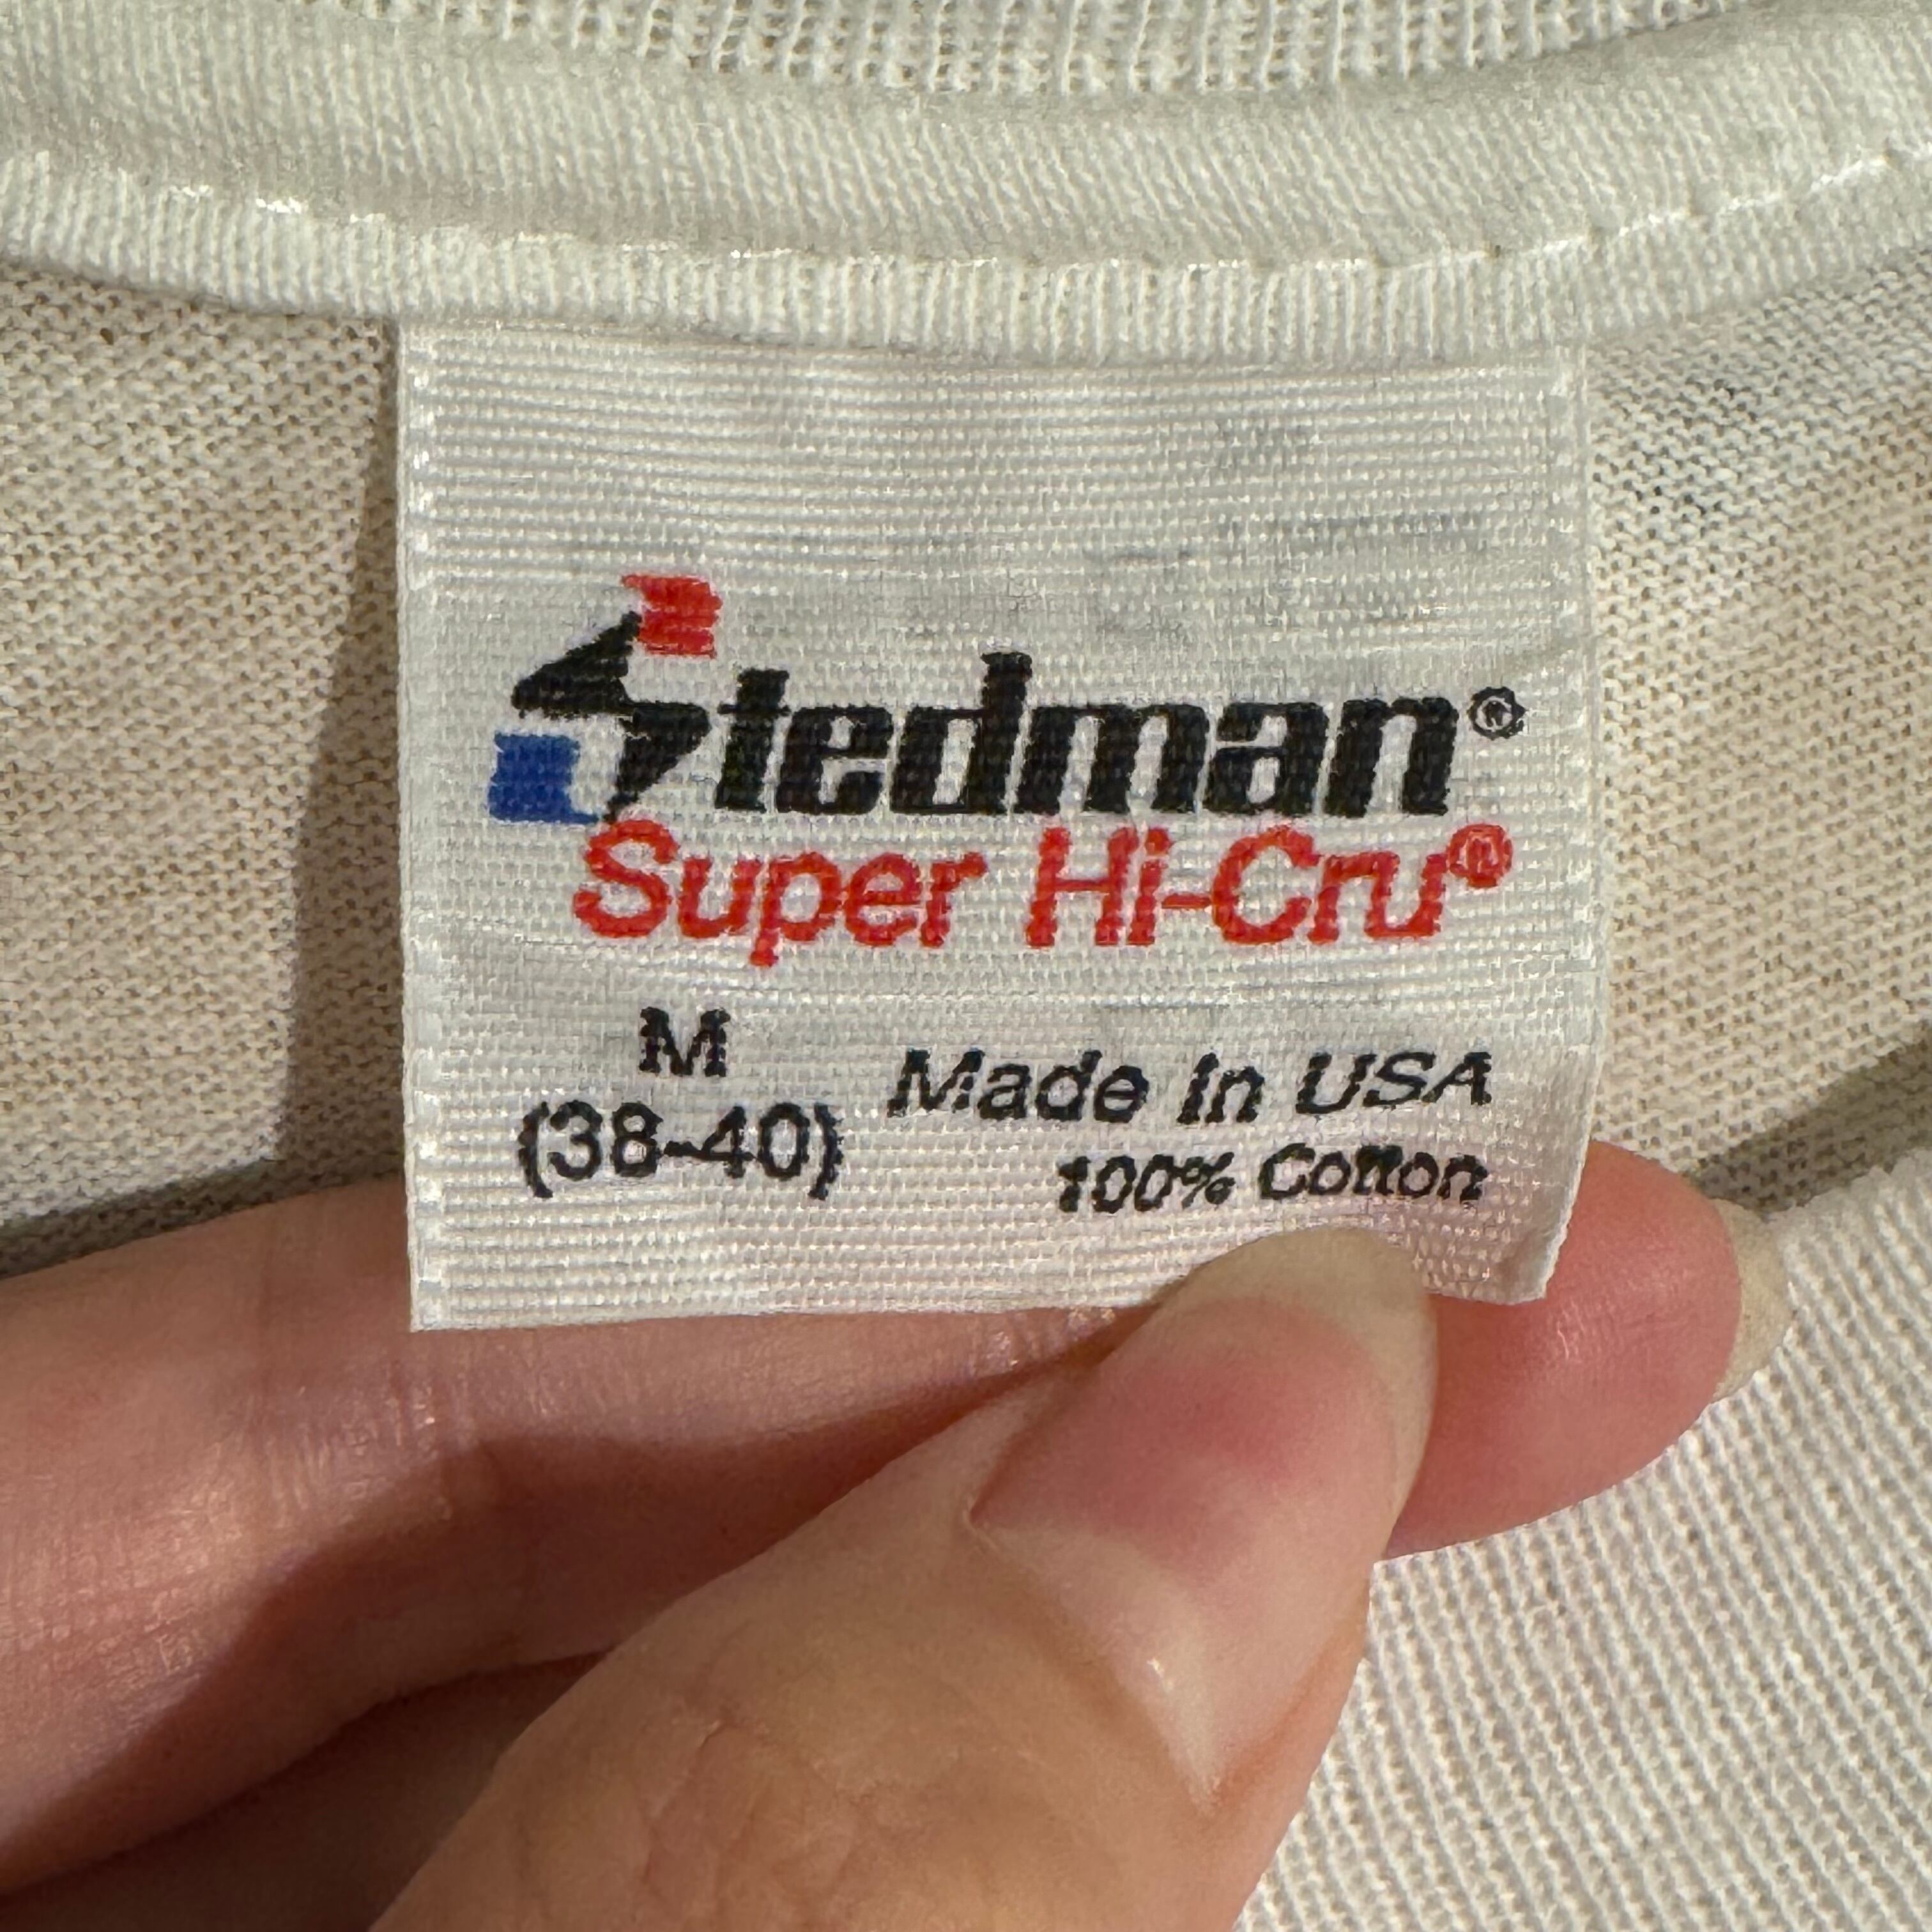 Stedman®
Super Hi-Cru®
M
(38-40)
Made In USA
100% Cotton